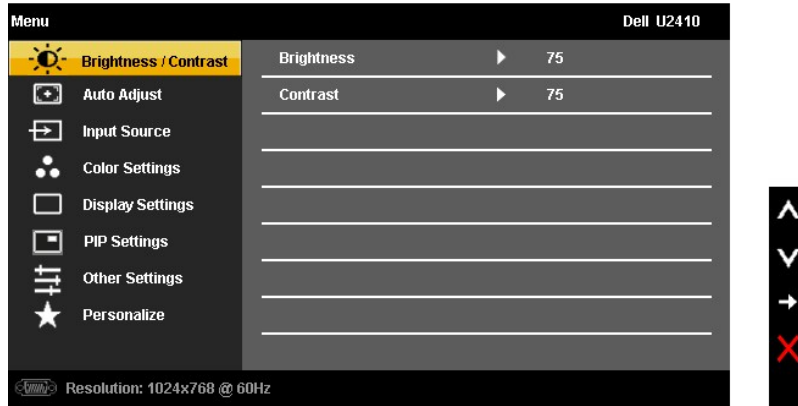 Menu Dell U2410
Brightness / Contrast Brightness 75
Auto Adjust Contrast 75
Input Source
Color Settings
Display Settings
PIP Settings
Other Settings
Personalize
Resolution: 1024x768 @ 60Hz